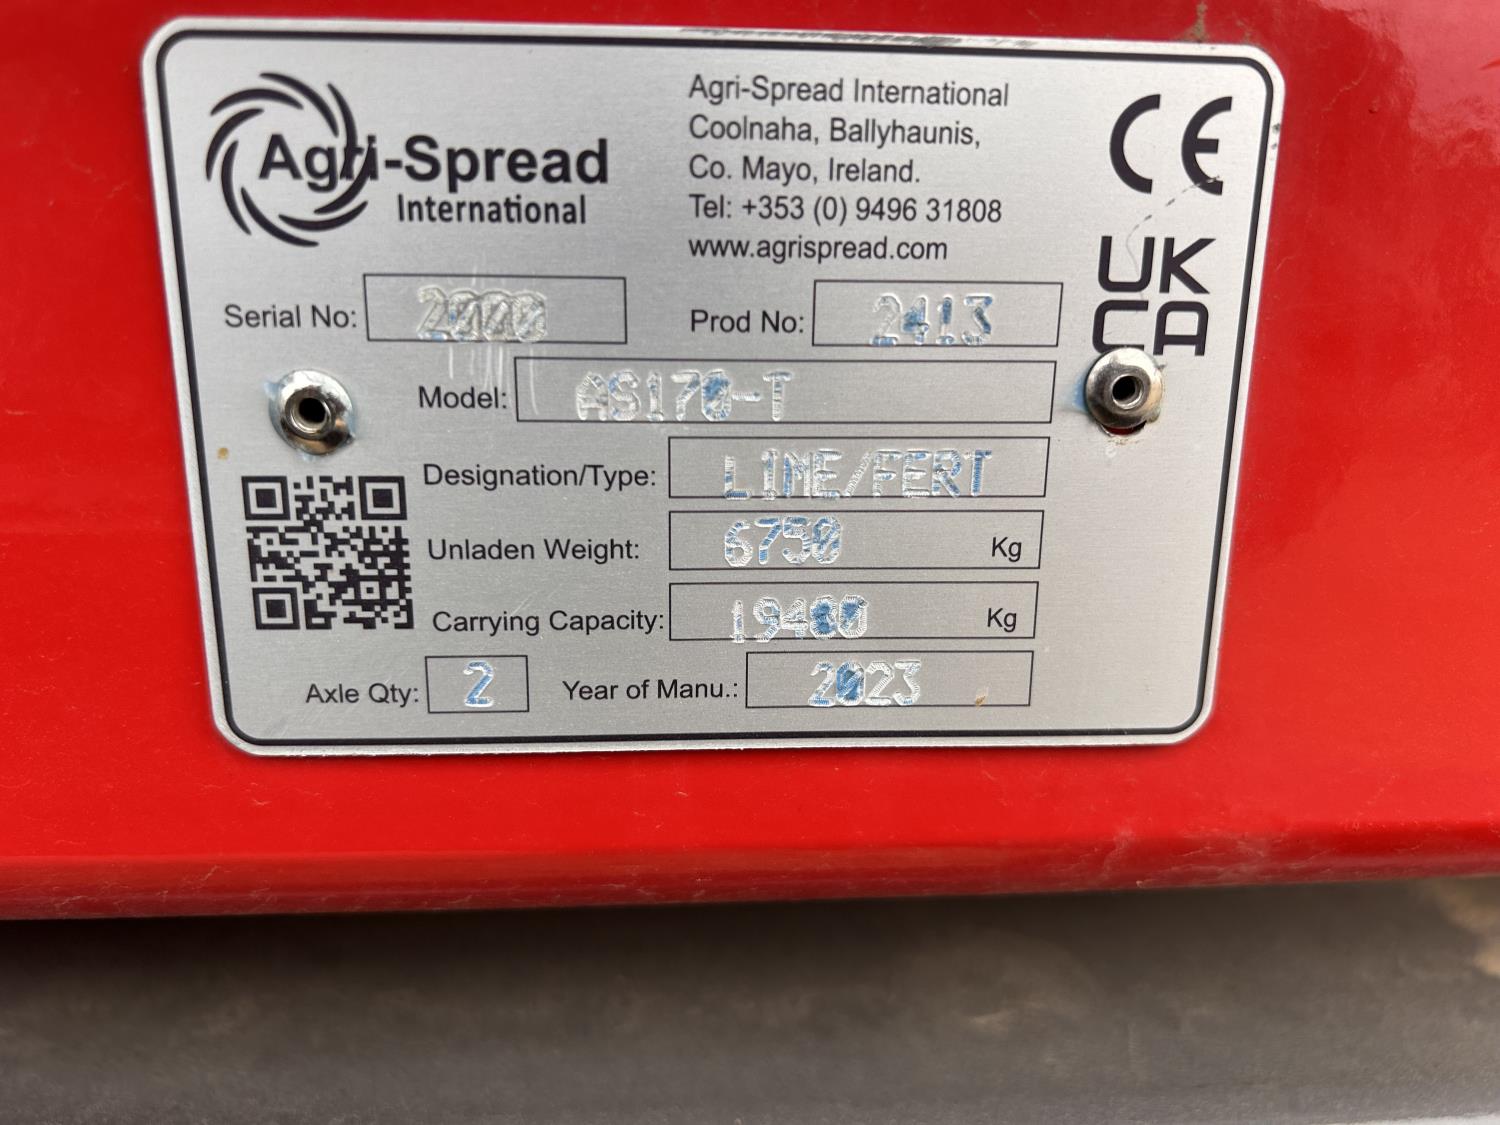 Agri-Spread
International
Agri-Spread International
Coolnaha, Ballyhaunis,
Co. Mayo, Ireland.
Tel: +353 (0) 9496 31808
www.agrispread.com
CE
UK
CA
Serial No: 2000
Prod No: 2413
Model: AS170-T
Designation/Type: LIME/FERT
Unladen Weight: 6750 Kg
Carrying Capacity: 19400 Kg
Axle Qty: 2
Year of Manu.: 2023